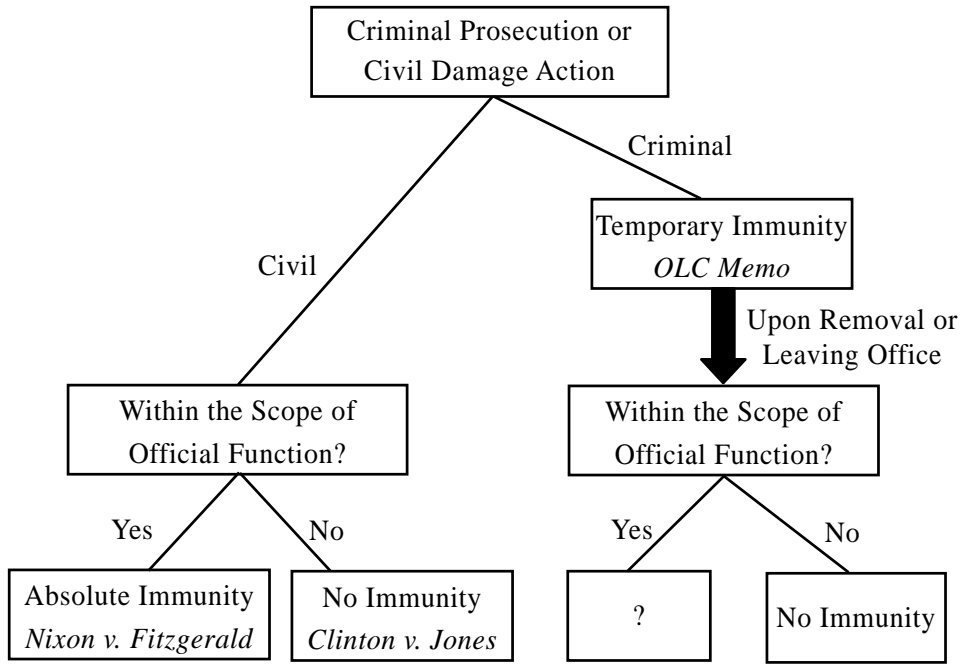 Criminal Prosecution or
Civil Damage Action
Criminal
Temporary Immunity
OLC Memo
Civil
Upon Removal or
Leaving Office
Within the Scope of
Official Function?
Within the Scope of
Official Function?
Yes
No
Yes
No
Absolute Immunity
Nixon v. Fitzgerald
No Immunity
Clinton v. Jones
?
No Immunity